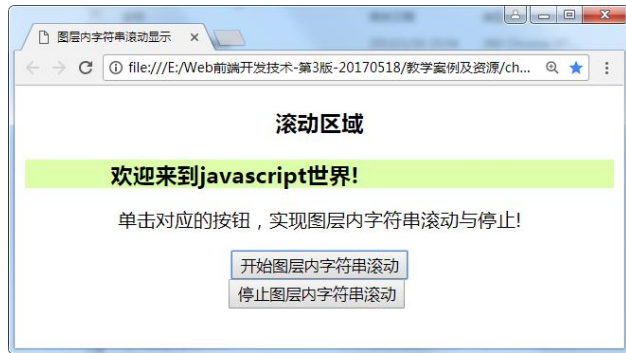 图层内字符串滚动显示
file:///E:/Web前端开发技术-第3版-20170518/教学案例及资源/ch...
滚动区域
欢迎来到javascript世界!
单击对应的按钮，实现图层内字符串滚动与停止!
开始图层内字符串滚动
停止图层内字符串滚动